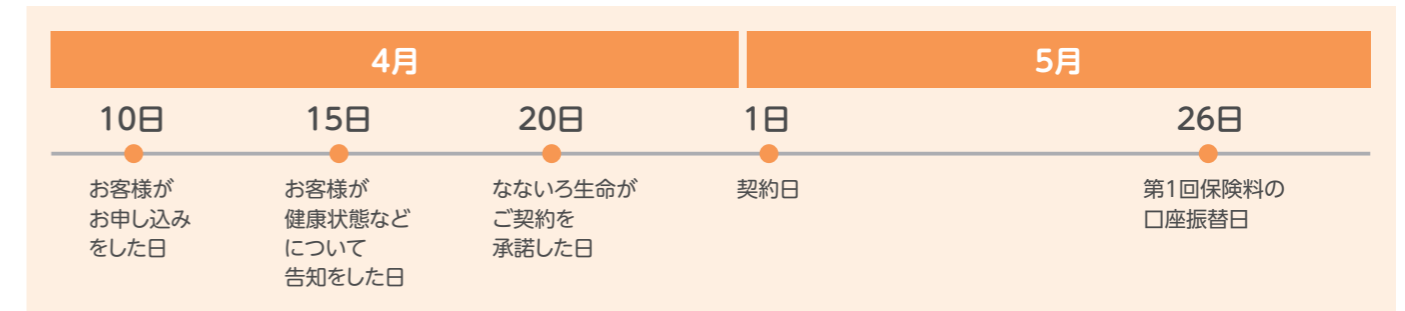 4月
5月
10日
15日
20日
1日
26日
お客様が
お申し込み
をした日
お客様が
健康状態など
について
告知をした日
なないろ生命が
ご契約を
承諾した日
契約日
第1回保険料の
口座振替日